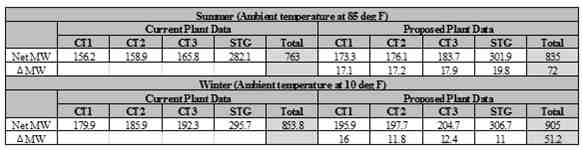 Summer (Ambient temperature at 85 deg F)
Current Plant Data Proposed Plant Data
CT1 CT2 CT3 STG Total CT1 CT2 CT3 STG Total
Net MW 156.2 158.9 165.8 282.1 763 173.3 176.1 183.7 301.9 835
Δ MW 17.1 17.2 17.9 19.8 72
Winter (Ambient temperature at 10 deg F)
Current Plant Data Proposed Plant Data
CT1 CT2 CT3 STG Total CT1 CT2 CT3 STG Total
Net MW 179.9 185.9 192.3 295.7 853.8 195.9 197.7 204.7 306.7 905
Δ MW 16 11.8 12.4 11 51.2